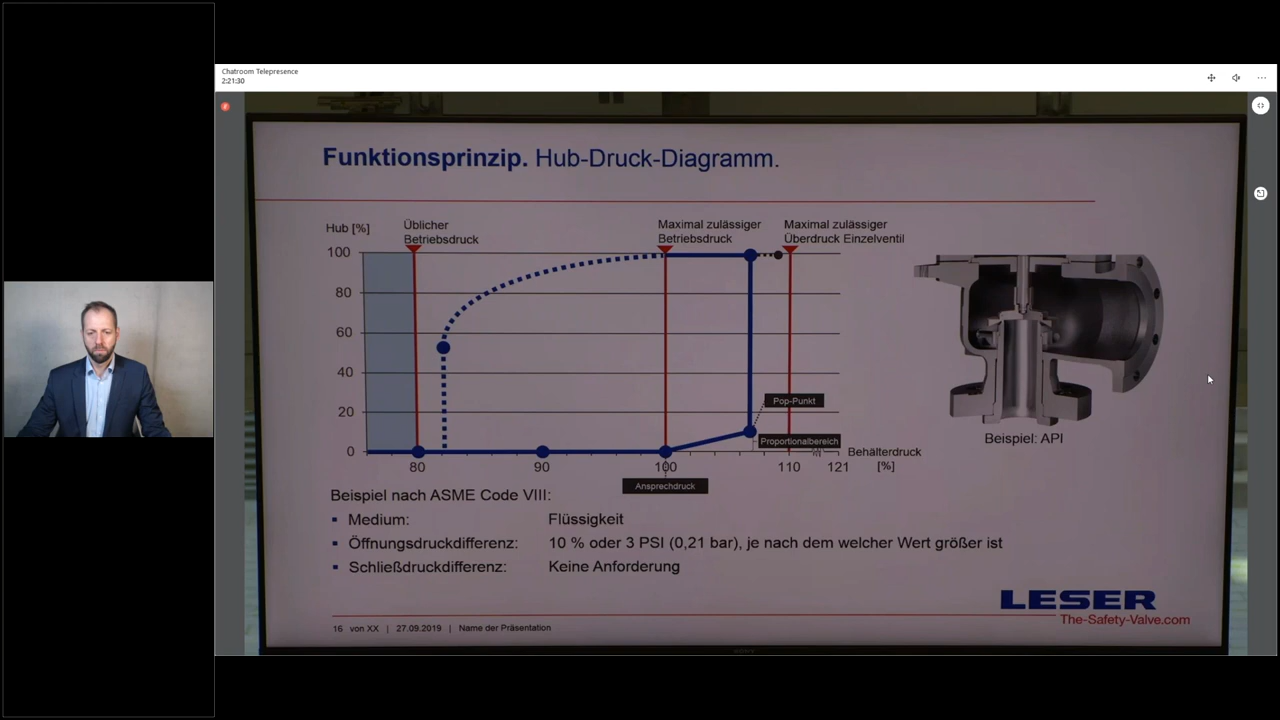 Chatroom Telepresence
2:21:30
Funktionsprinzip. Hub-Druck-Diagramm.
Hub [%]
Üblicher
Betriebsdruck
Maximal zulässiger
Betriebsdruck
Maximal zulässiger
Überdruck Einzelventil
100
80
60
40
20
0
Pop-Punkt
Proportionalbereich
Behälterdruck
[%]
80
90
100
110
121
Ansprechdruck
Beispiel: API
Beispiel nach ASME Code VIII:
▪ Medium: Flüssigkeit
▪ Öffnungsdruckdifferenz: 10 % oder 3 PSI (0,21 bar), je nach dem welcher Wert größer ist
▪ Schließdruckdifferenz: Keine Anforderung
LESER
The-Safety-Valve.com
16 von XX | 27.09.2019 | Name der Präsentation
SONY